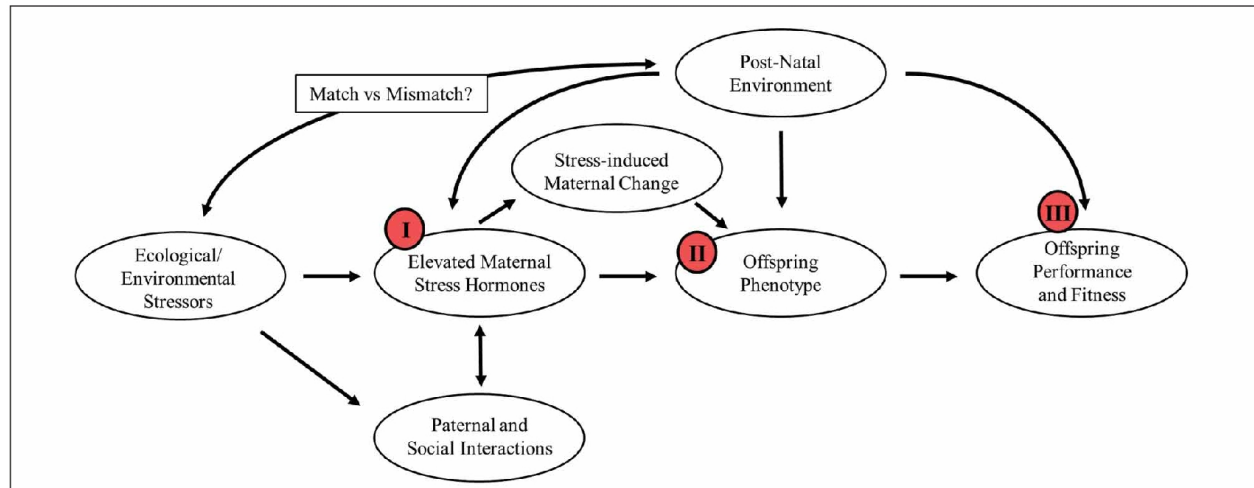 Post-Natal
Environment
Match vs Mismatch?
Stress-induced
Maternal Change
I
II
III
Ecological/
Environmental
Stressors
Elevated Maternal
Stress Hormones
Offspring
Phenotype
Offspring
Performance
and Fitness
Paternal and
Social Interactions